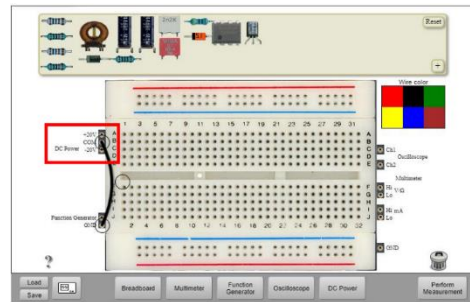 Reset
+
Wire color
1 3 5 7 9 11 13 15 17 19 21 23 25 27 29 31
+20V
COM
DC Power -20V
A
B
C
D
A
B
C
D
E
Ch1
Oscilloscope
Ch2
Multimeter
Hi V/Ω
Lo
F
G
H
I
J
Hi mA
Lo
Function Generator
GND
2 4 6 8 10 12 14 16 18 20 22 24 26 28 30 32
GND
?
Load
Save
Breadboard
Multimeter
Function
Generator
Oscilloscope
DC Power
Perform
Measurement